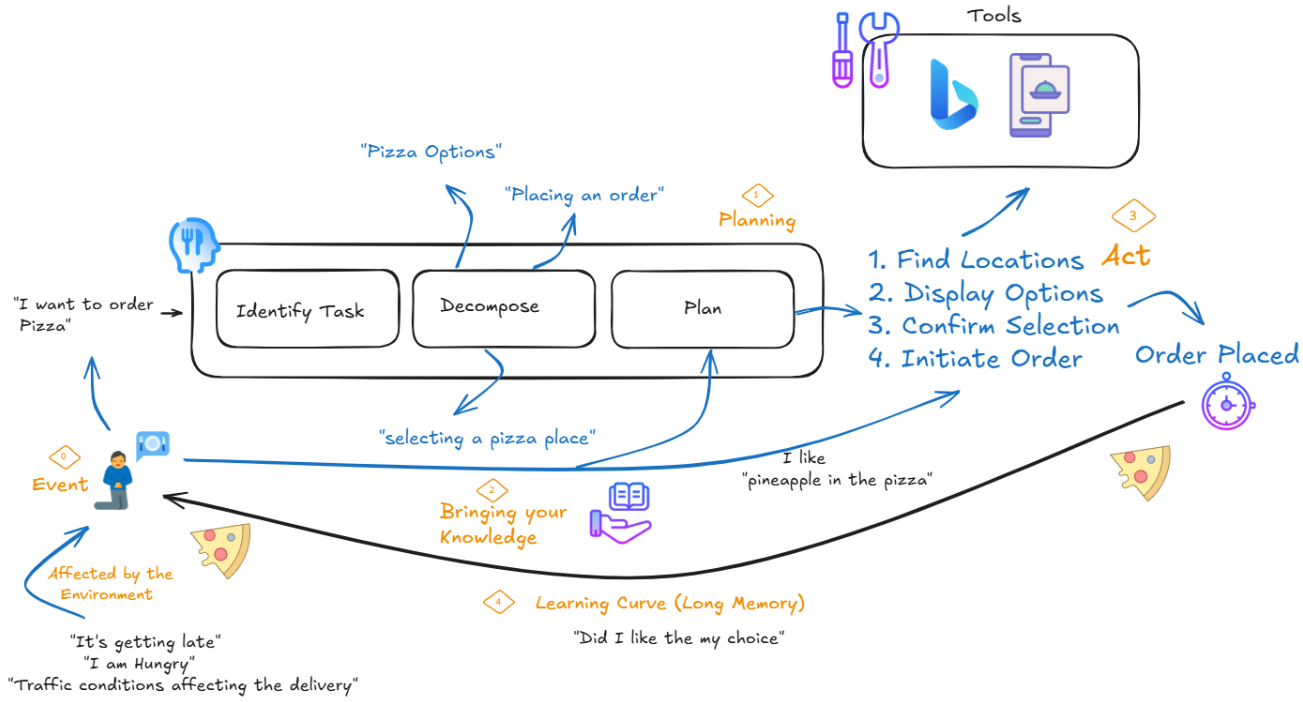 Tools
"Pizza Options"
"Placing an order"
1
Planning
3
Act
"I want to order
Pizza"
Identify Task
Decompose
Plan
1. Find Locations
2. Display Options
3. Confirm Selection
4. Initiate Order
Order Placed
"selecting a pizza place"
0
Event
I like
"pineapple in the pizza"
2
Bringing your
Knowledge
Affected by the
Environment
4
Learning Curve (Long Memory)
"Did I like the my choice"
"It's getting late"
"I am Hungry"
"Traffic conditions affecting the delivery"